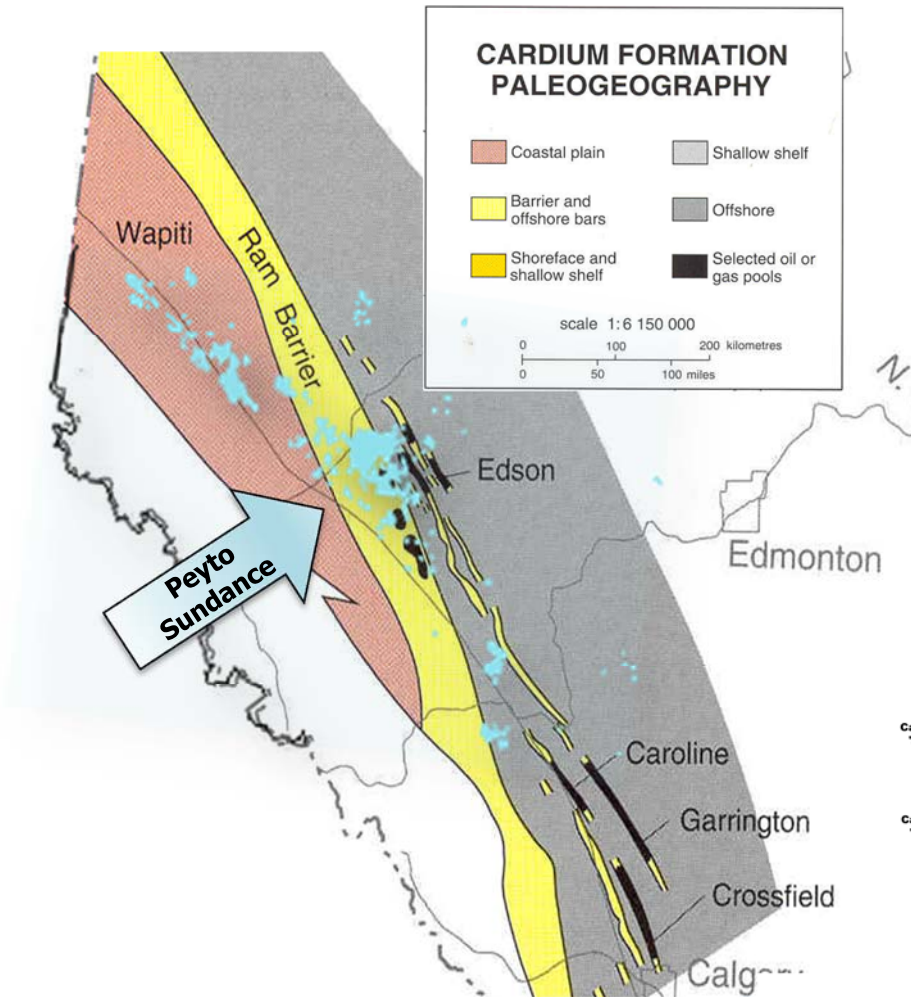 CARDIUM FORMATION
PALEOGEOGRAPHY
Coastal plain
Shallow shelf
Barrier and
offshore bars
Offshore
Shoreface and
shallow shelf
Selected oil or
gas pools
scale 1:6 150 000
0 100 200 kilometres
0 50 100 miles
Wapiti
Ram Barrier
N.
Edson
Edmonton
Peyto
Sundance
Caroline
Garrington
Crossfield